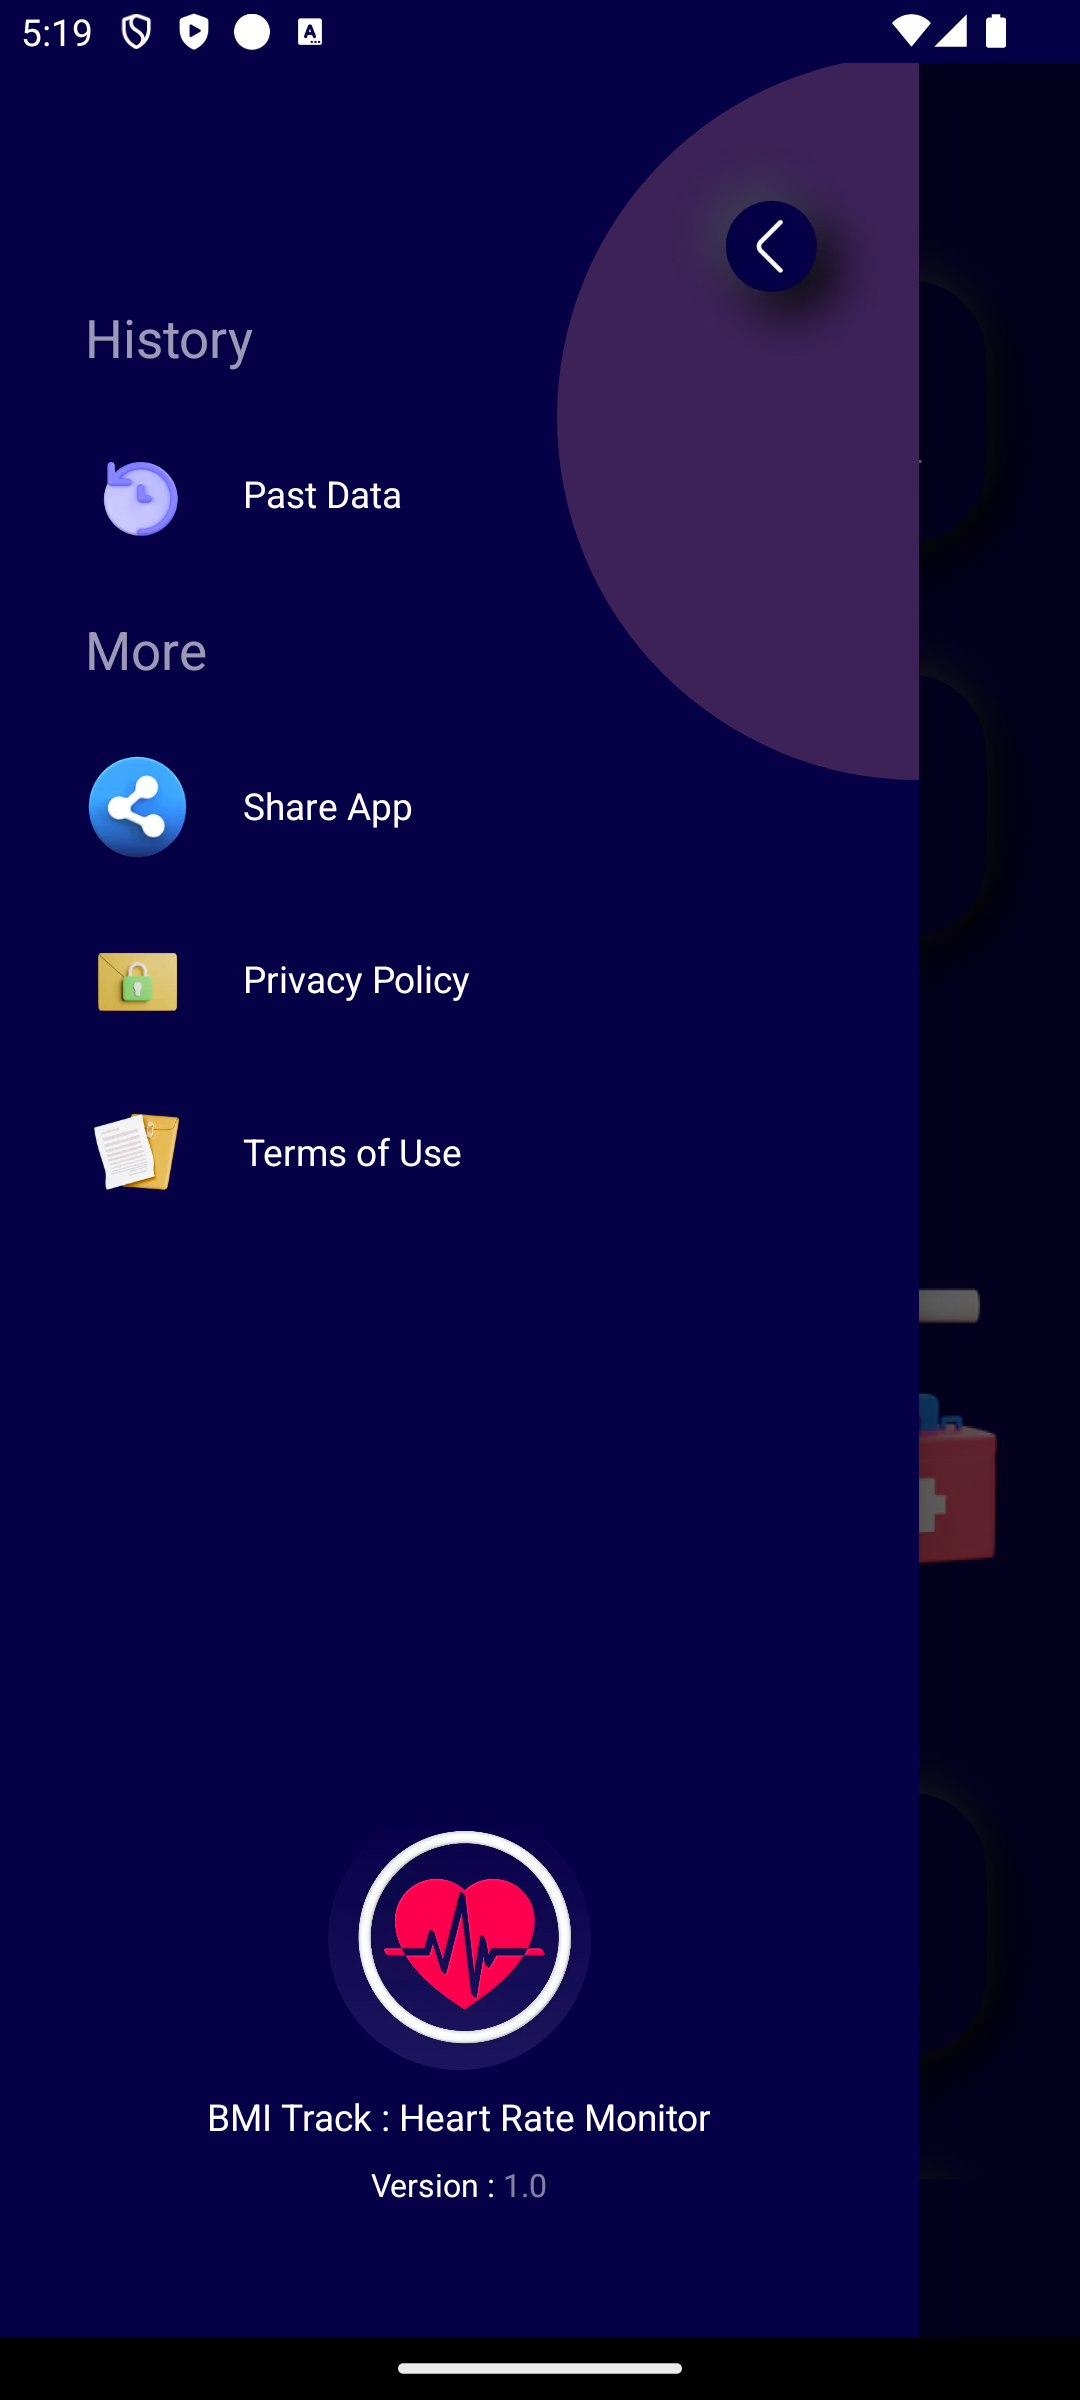 5:19
History
Past Data
More
Share App
Privacy Policy
Terms of Use
BMI Track : Heart Rate Monitor
Version : 1.0